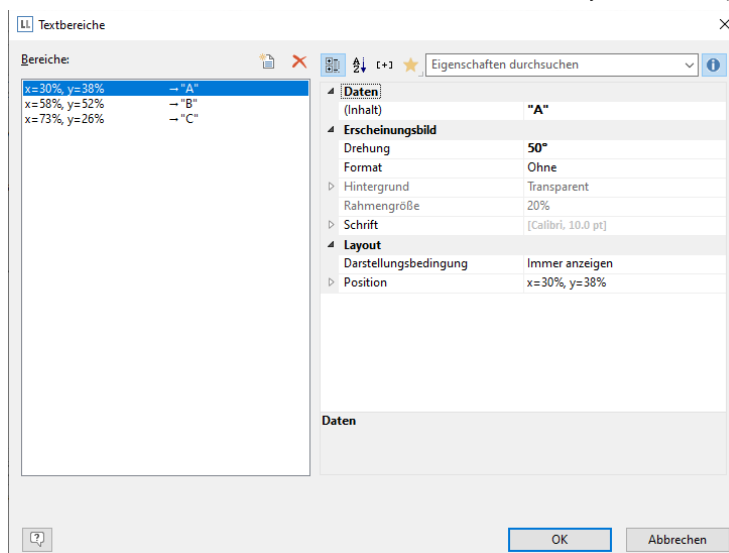 LL Textbereiche
Bereiche:
x=30%, y=38% → "A"
x=58%, y=52% → "B"
x=73%, y=26% → "C"
A Z [+] Eigenschaften durchsuchen
Daten
(Inhalt) "A"
Erscheinungsbild
Drehung 50°
Format Ohne
Hintergrund Transparent
Rahmengröße 20%
Schrift [Calibri, 10.0 pt]
Layout
Darstellungsbedingung Immer anzeigen
Position x=30%, y=38%
Daten
OK Abbrechen